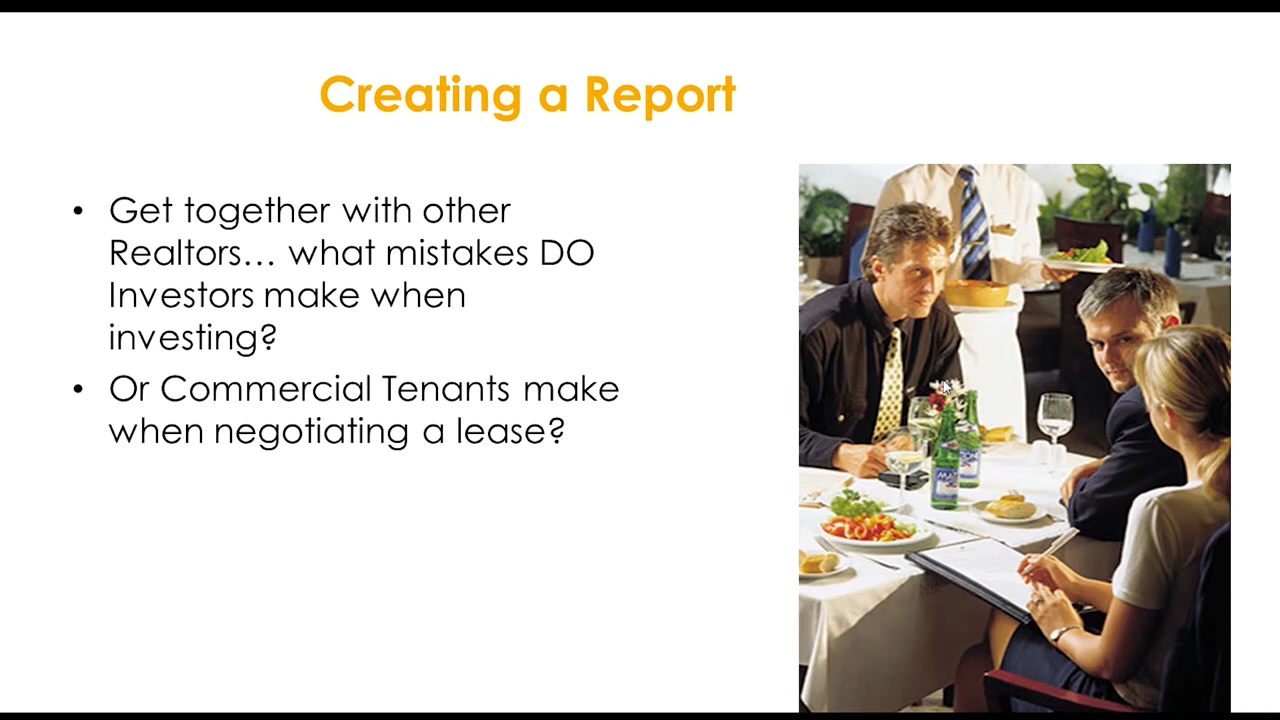 Creating a Report
• Get together with other
Realtors… what mistakes DO
Investors make when
investing?
• Or Commercial Tenants make
when negotiating a lease?